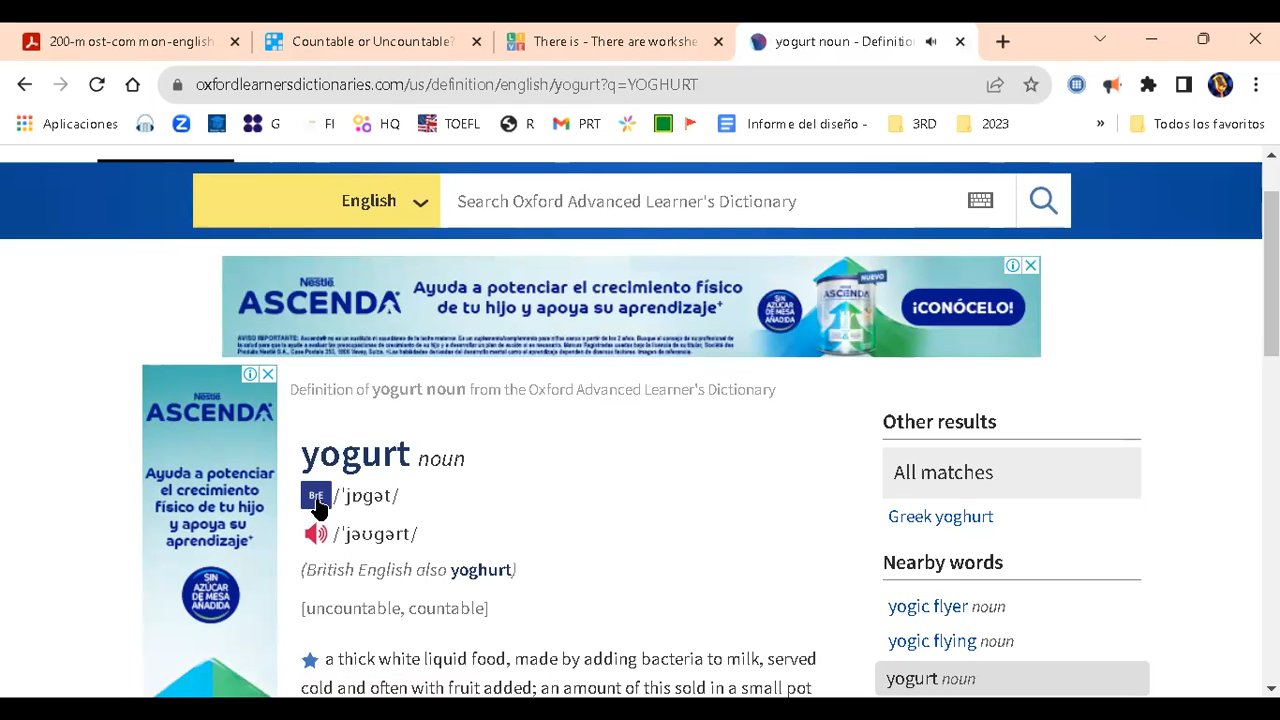 200-most-common-english
Countable or Uncountable?
There is - There are workshe
yogurt noun - Definitio
oxfordlearnersdictionaries.com/us/definition/english/yogurt?q=YOGHURT
Aplicaciones
G
FI
HQ
TOEFL
R
PRT
Informe del diseño -
3RD
2023
»
Todos los favoritos
English
Search Oxford Advanced Learner's Dictionary
Nestlé
ASCENDA
Ayuda a potenciar el crecimiento físico
de tu hijo y apoya su aprendizaje+
SIN AZÚCAR DE MESA AÑADIDA
NUEVO
ASCENDA
¡CONÓCELO!
Nestlé
ASCENDA
Ayuda a potenciar
el crecimiento
físico de tu hijo
y apoya su
aprendizaje+
SIN
AZÚCAR
DE MESA
AÑADIDA
Definition of yogurt noun from the Oxford Advanced Learner's Dictionary
yogurt noun
BrE /ˈjɒɡət/
/ˈjəʊɡərt/
(British English also yoghurt)
[uncountable, countable]
a thick white liquid food, made by adding bacteria to milk, served
cold and often with fruit added; an amount of this sold in a small pot
Other results
All matches
Greek yoghurt
Nearby words
yogic flyer noun
yogic flying noun
yogurt noun